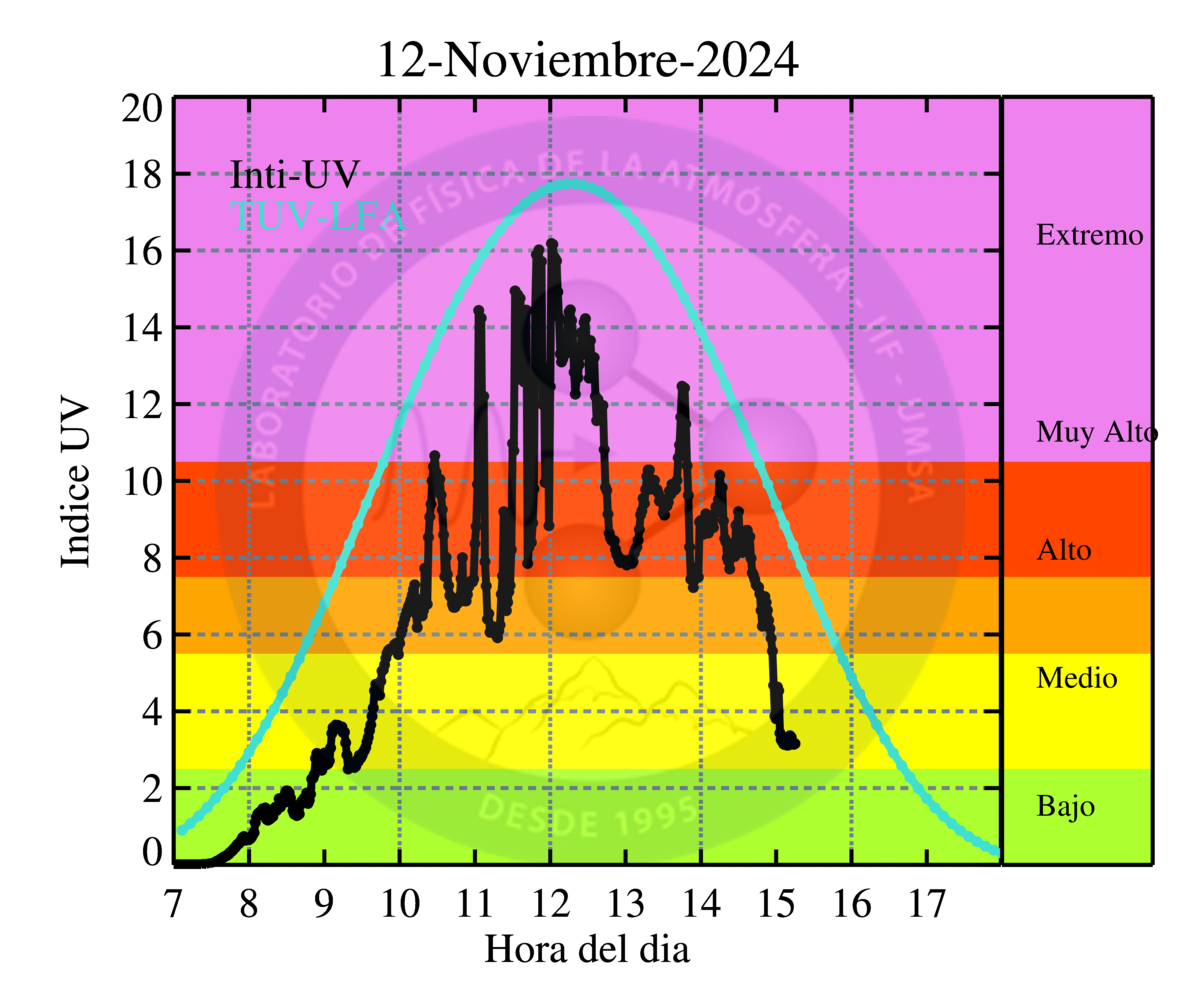 12-Noviembre-2024
Indice UV
20
18
16
14
12
10
8
6
4
2
0
Inti-UV
TUV-LFA
LABORATORIO DE FÍSICA DE LA ATMÓSFERA - IIF - UMSA
DESDE 1995
Extremo
Muy Alto
Alto
Medio
Bajo
7 8 9 10 11 12 13 14 15 16 17
Hora del dia